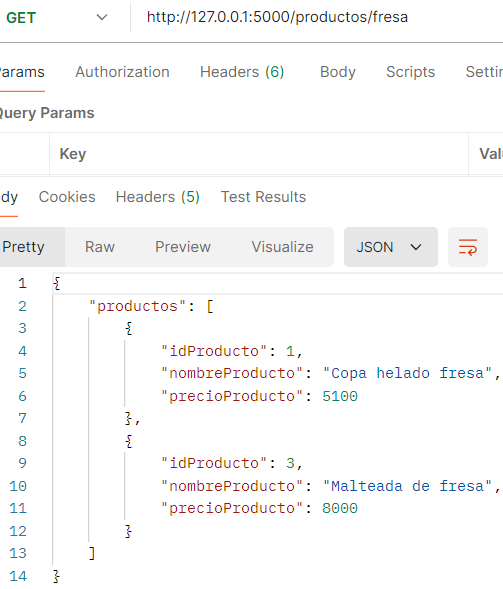 GET http://127.0.0.1:5000/productos/fresa
Params Authorization Headers (6) Body Scripts
Query Params
Key
Cookies Headers (5) Test Results
Pretty Raw Preview Visualize JSON
1 {
2 "productos": [
3 {
4 "idProducto": 1,
5 "nombreProducto": "Copa helado fresa",
6 "precioProducto": 5100
7 },
8 {
9 "idProducto": 3,
10 "nombreProducto": "Malteada de fresa",
11 "precioProducto": 8000
12 }
13 ]
14 }